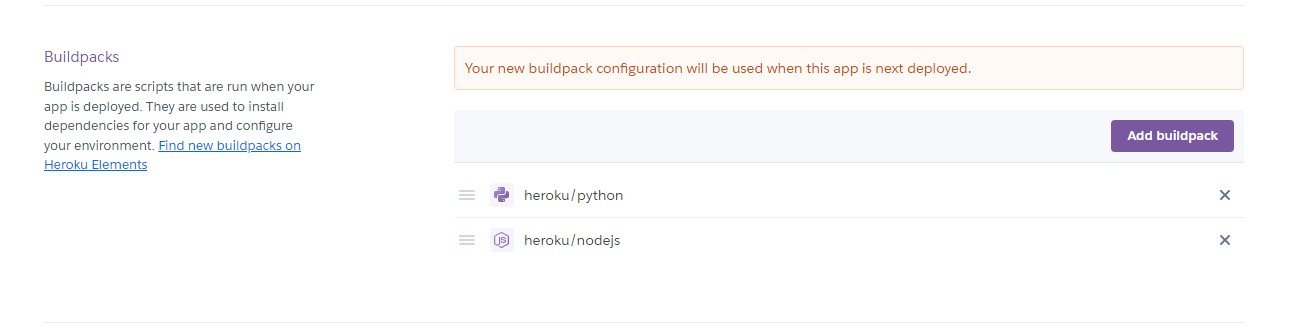 Buildpacks
Buildpacks are scripts that are run when your
app is deployed. They are used to install
dependencies for your app and configure
your environment. Find new buildpacks on
Heroku Elements
Your new buildpack configuration will be used when this app is next deployed.
Add buildpack
heroku/python
heroku/nodejs